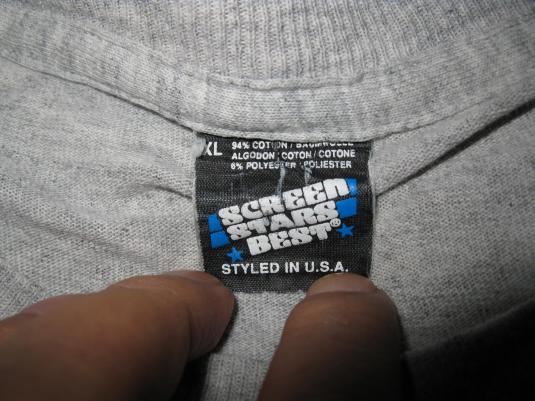 XL 94% COTTON / BAUMWOLLE
ALGODON / COTON / COTONE
6% POLYESTER / POLIESTER
SCREEN
STARS
BEST®
STYLED IN U.S.A.